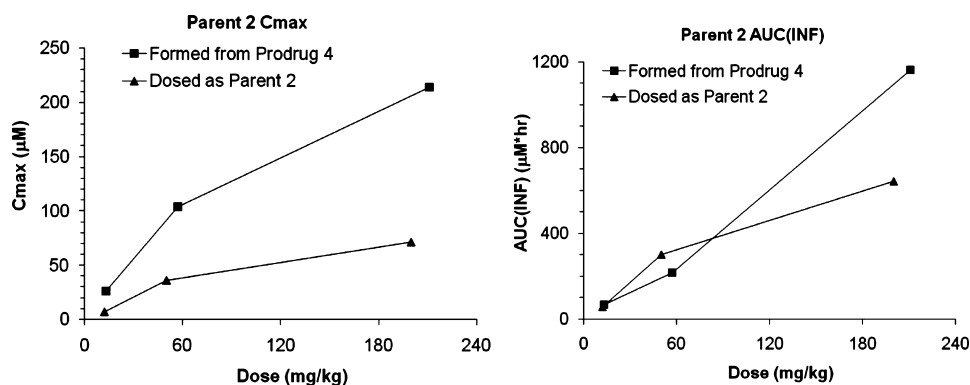 Parent 2 Cmax
Formed from Prodrug 4
Dosed as Parent 2
250
200
150
100
50
0
Cmax (µM)
0 60 120 180 240
Dose (mg/kg)
Parent 2 AUC(INF)
Formed from Prodrug 4
Dosed as Parent 2
1200
800
400
0
AUC(INF) (µM*hr)
0 60 120 180 240
Dose (mg/kg)